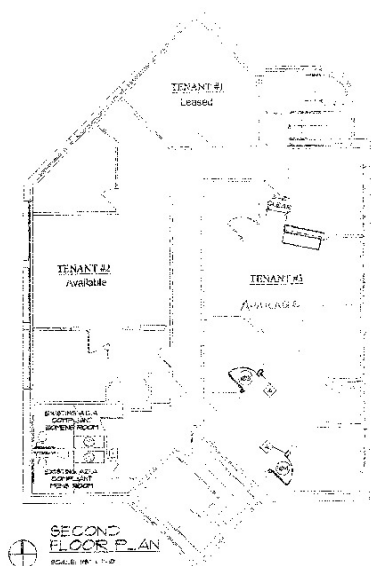 TENANT #1
Leased
TENANT #2
Available
TENANT #3
AVAILABLE
EXISTING A.D.A.
COMPLIANT
WOMENS ROOM
EXISTING A.D.A.
COMPLIANT
MENS ROOM
SECOND
FLOOR PLAN
SCALE: